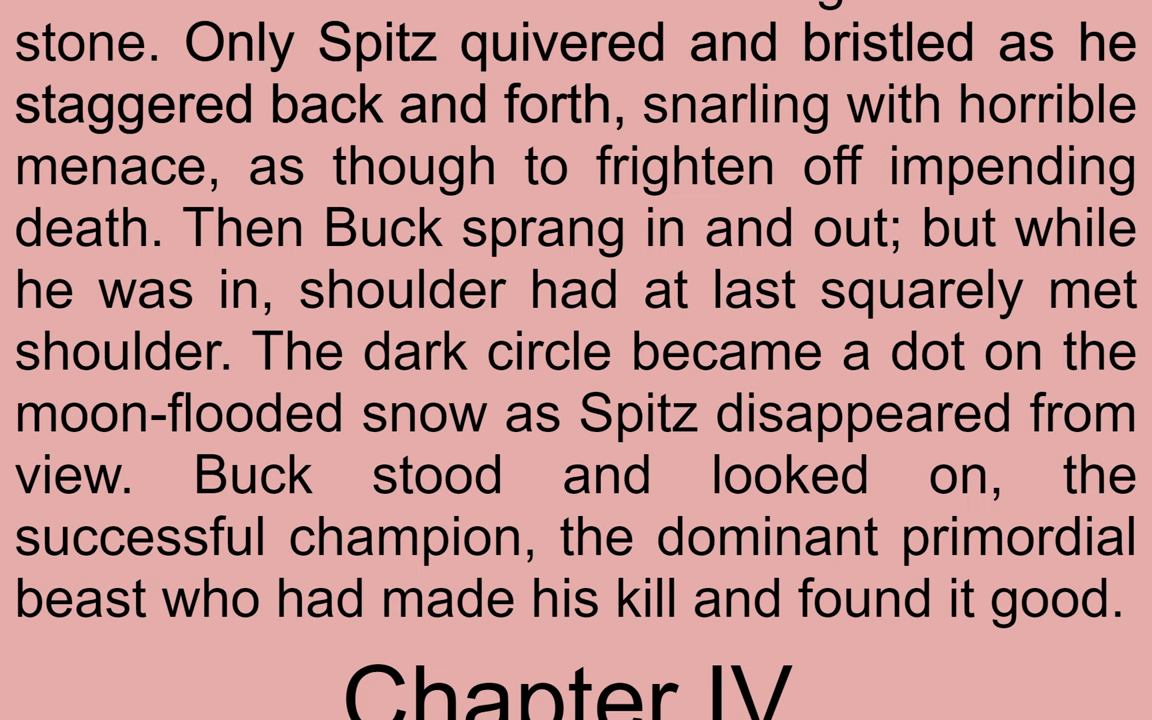 stone. Only Spitz quivered and bristled as he
staggered back and forth, snarling with horrible
menace, as though to frighten off impending
death. Then Buck sprang in and out; but while
he was in, shoulder had at last squarely met
shoulder. The dark circle became a dot on the
moon-flooded snow as Spitz disappeared from
view. Buck stood and looked on, the
successful champion, the dominant primordial
beast who had made his kill and found it good.
Chapter IV